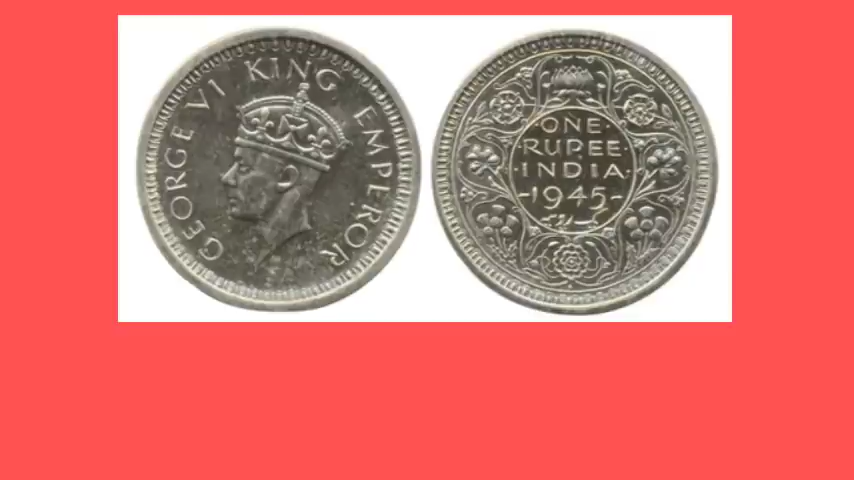 GEORGE VI KING EMPEROR
·ONE·
·RUPEE·
·INDIA·
-1945-